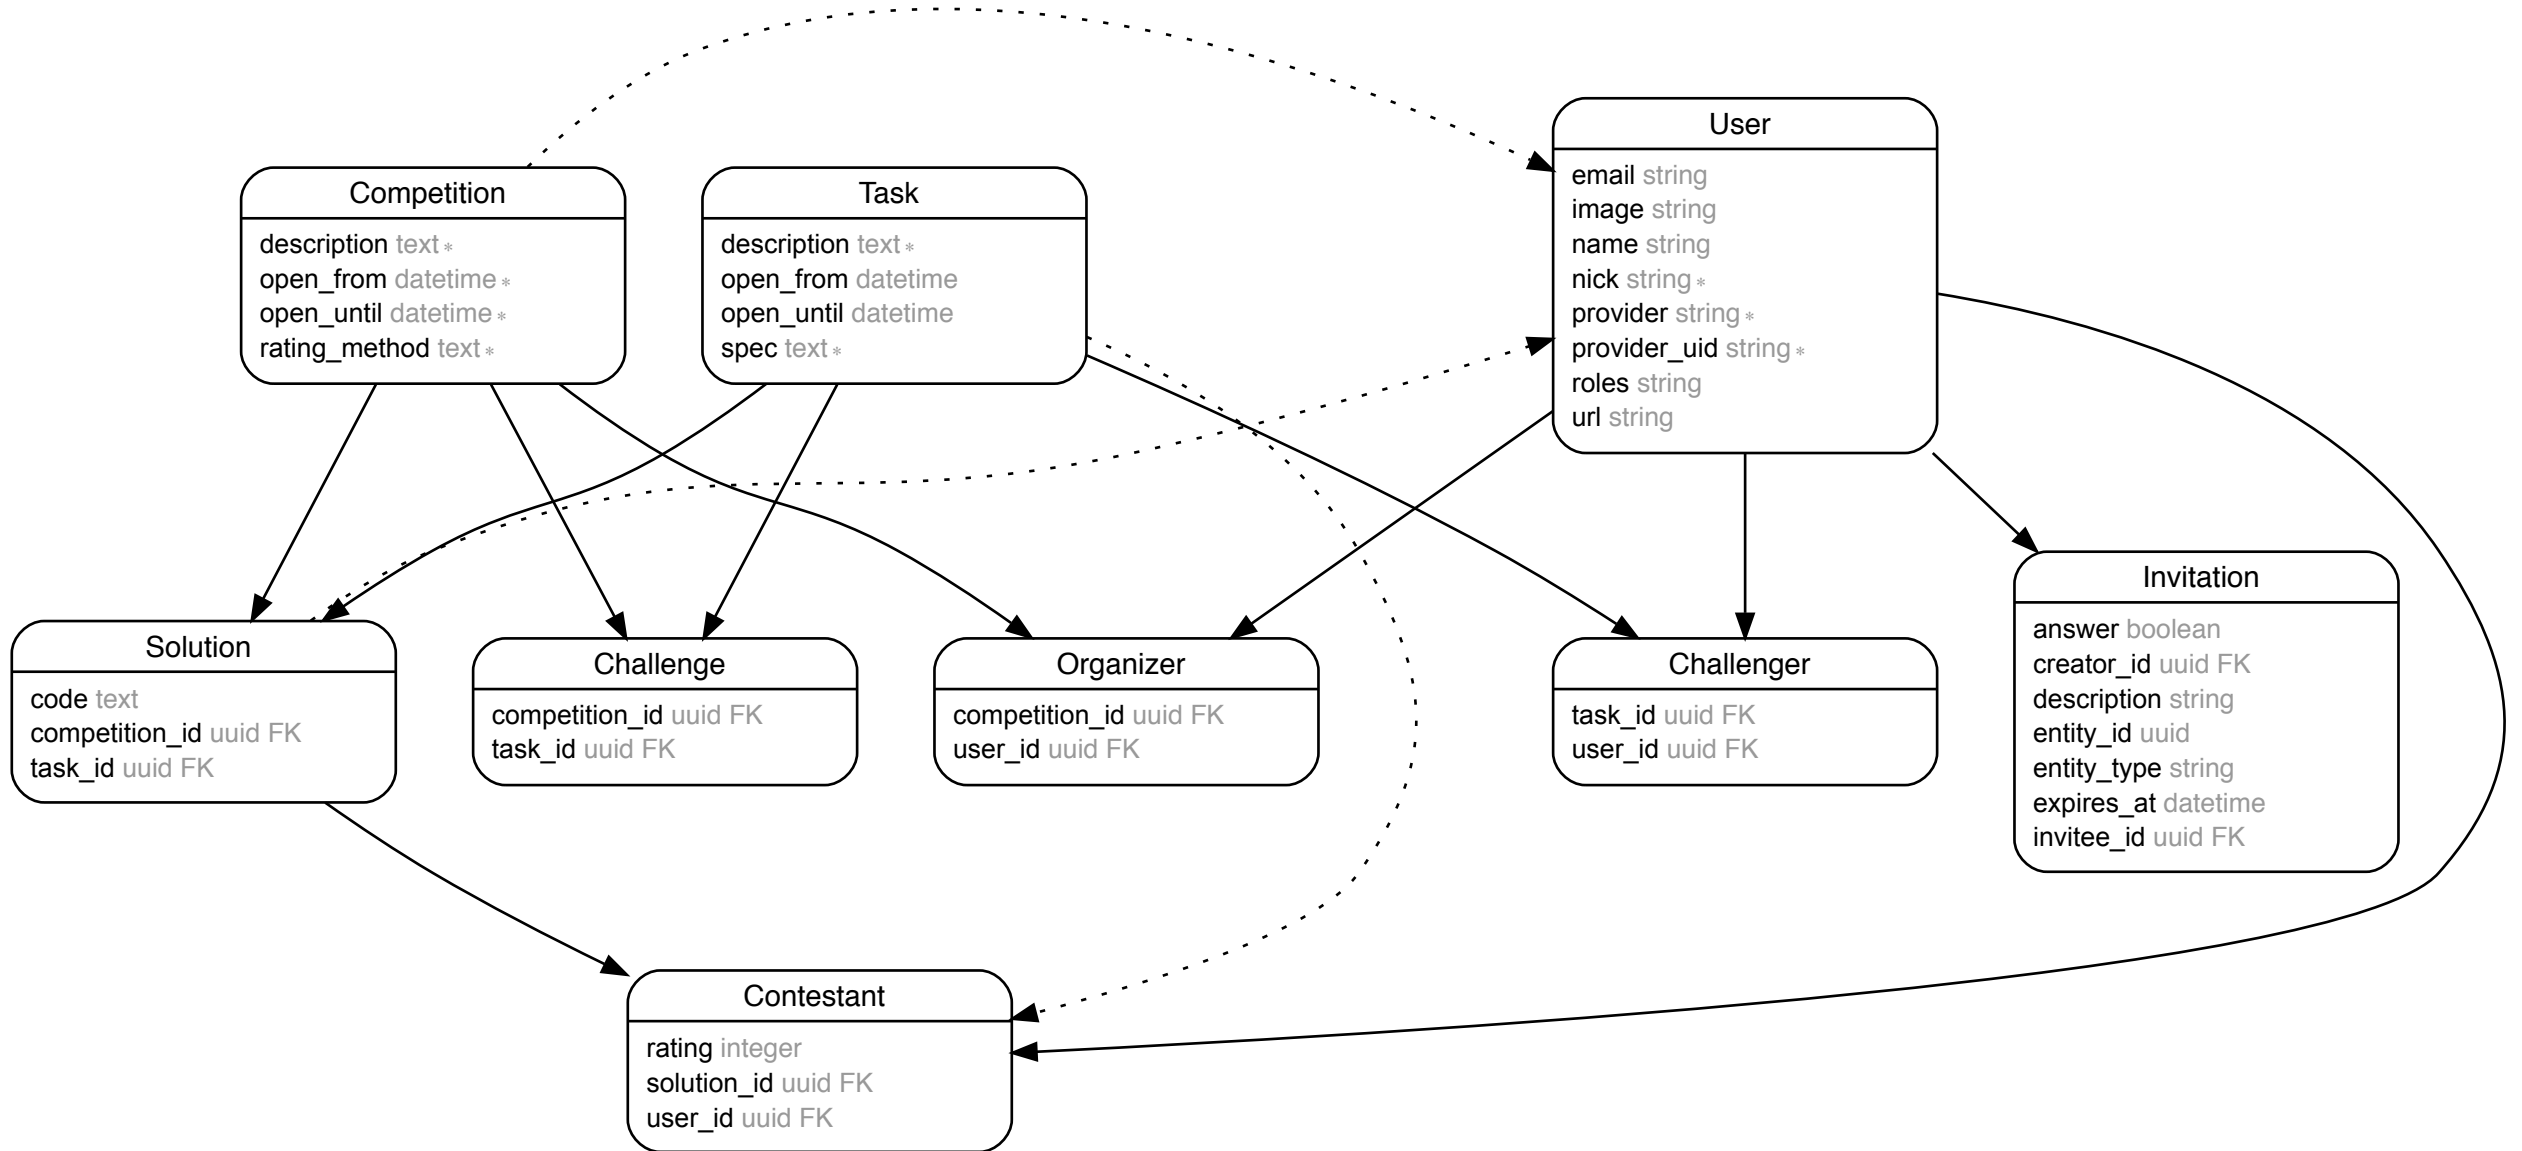 User
email string
image string
name string
nick string *
provider string *
provider_uid string *
roles string
url string
Competition
description text *
open_from datetime *
open_until datetime *
rating_method text *
Task
description text *
open_from datetime
open_until datetime
spec text *
Solution
code text
competition_id uuid FK
task_id uuid FK
Challenge
competition_id uuid FK
task_id uuid FK
Organizer
competition_id uuid FK
user_id uuid FK
Challenger
task_id uuid FK
user_id uuid FK
Invitation
answer boolean
creator_id uuid FK
description string
entity_id uuid
entity_type string
expires_at datetime
invitee_id uuid FK
Contestant
rating integer
solution_id uuid FK
user_id uuid FK